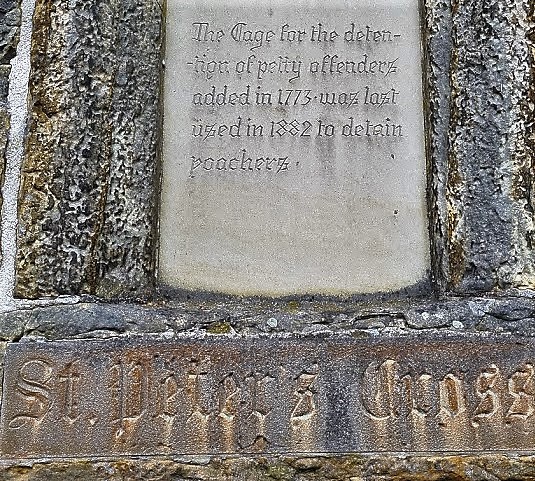 The Cage for the deten-
-tion of petty offenders
added in 1773 · was last
used in 1882 to detain
poachers ·
St. Peter's Cross